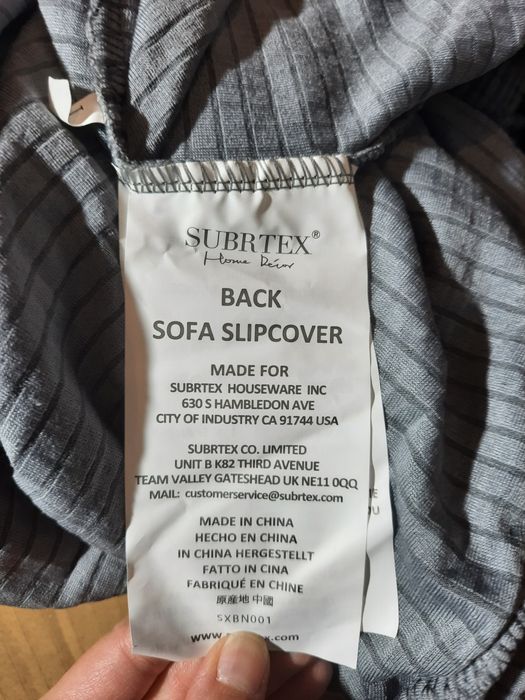 SUBRTEX®
Home Décor
BACK
SOFA SLIPCOVER
MADE FOR
SUBRTEX HOUSEWARE INC
630 S HAMBLEDON AVE
CITY OF INDUSTRY CA 91744 USA
SUBRTEX CO. LIMITED
UNIT B K82 THIRD AVENUE
TEAM VALLEY GATESHEAD UK NE11 0QQ
MAIL: customerservice@subrtex.com
MADE IN CHINA
HECHO EN CHINA
IN CHINA HERGESTELLT
FATTO IN CINA
FABRIQUÉ EN CHINE
原産地 中國
SXBN001